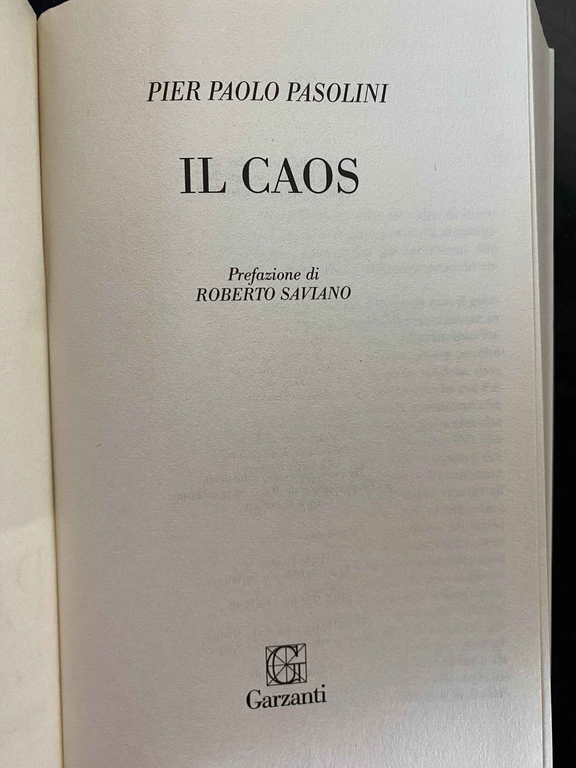 PIER PAOLO PASOLINI
IL CAOS
Prefazione di
ROBERTO SAVIANO
G
Garzanti